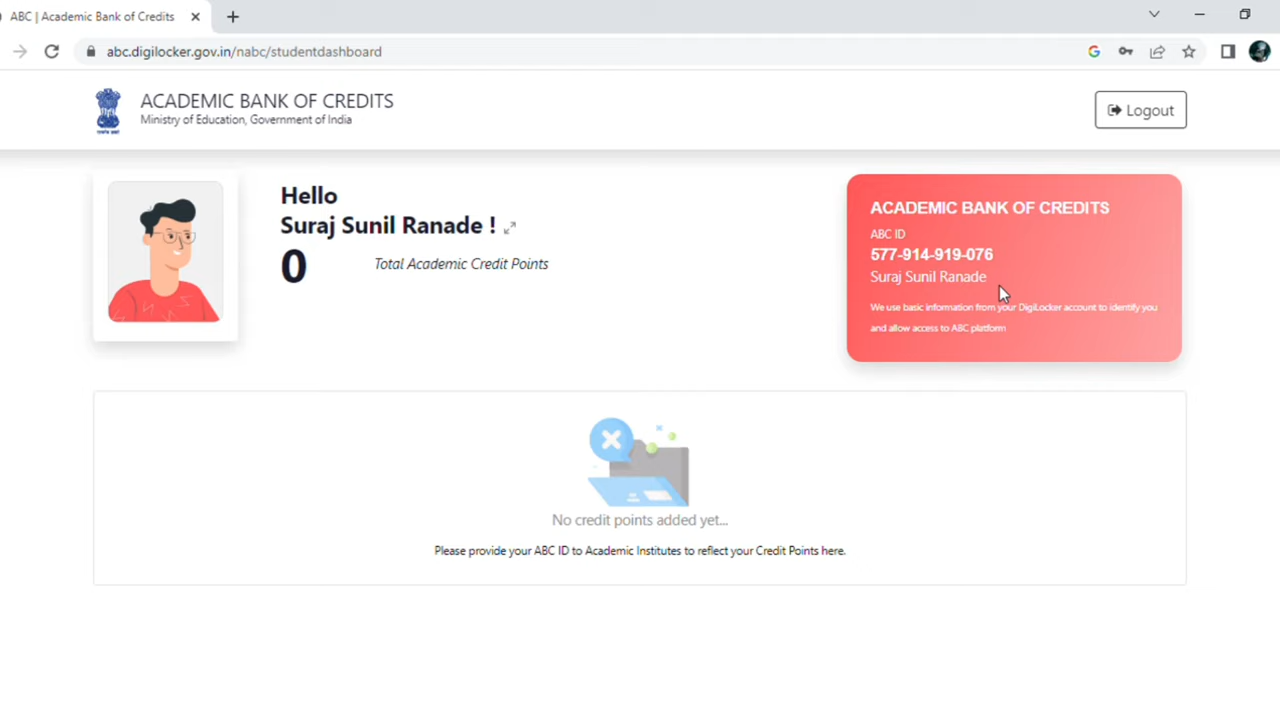 ABC | Academic Bank of Credits
abc.digilocker.gov.in/nabc/studentdashboard
ACADEMIC BANK OF CREDITS
Ministry of Education, Government of India
Logout
Hello
Suraj Sunil Ranade !
0 Total Academic Credit Points
ACADEMIC BANK OF CREDITS
ABC ID
577-914-919-076
Suraj Sunil Ranade
We use basic information from your DigiLocker account to identify you
and allow access to ABC platform
No credit points added yet...
Please provide your ABC ID to Academic Institutes to reflect your Credit Points here.